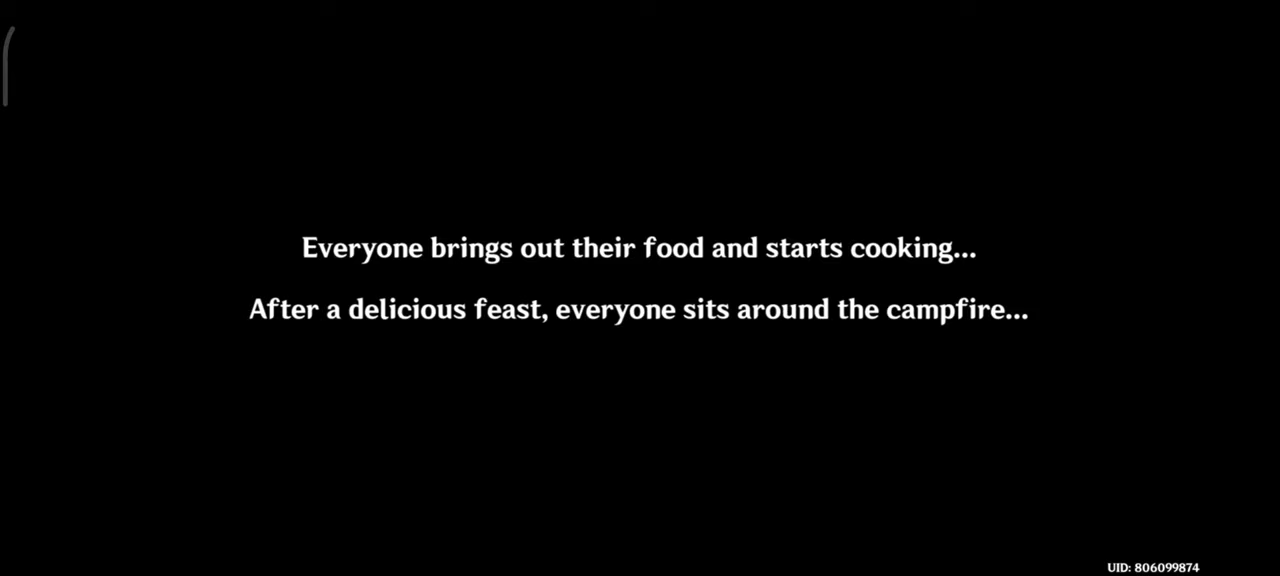 Everyone brings out their food and starts cooking...
After a delicious feast, everyone sits around the campfire...
UID: 806099874